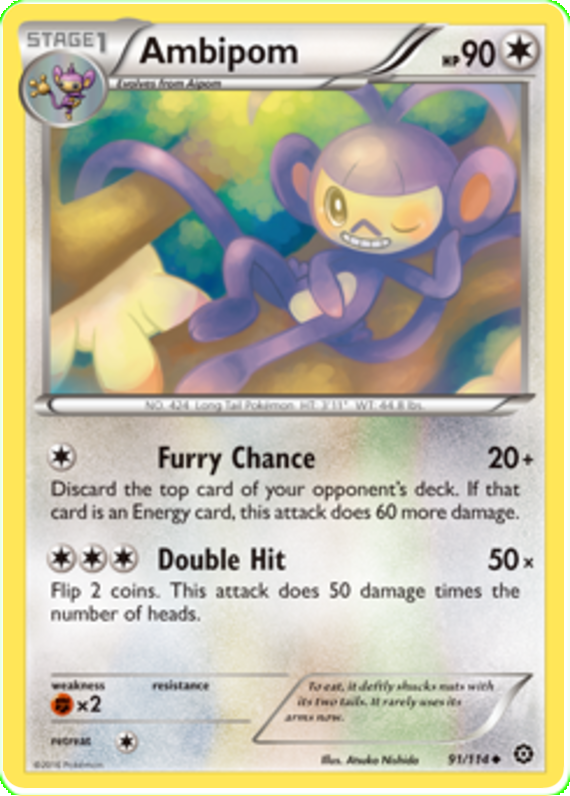 STAGE1
Ambipom
HP 90
Evolves from Aipom
NO. 424 Long Tail Pokémon HT: 3'11" WT: 44.8 lbs.
Furry Chance 20+
Discard the top card of your opponent's deck. If that
card is an Energy card, this attack does 60 more damage.
Double Hit 50×
Flip 2 coins. This attack does 50 damage times the
number of heads.
weakness resistance
×2
retreat
To eat, it deftly shucks nuts with
its two tails. It rarely uses its
arms now.
Illus. Atsuko Nishida 91/114
©2016 Pokémon